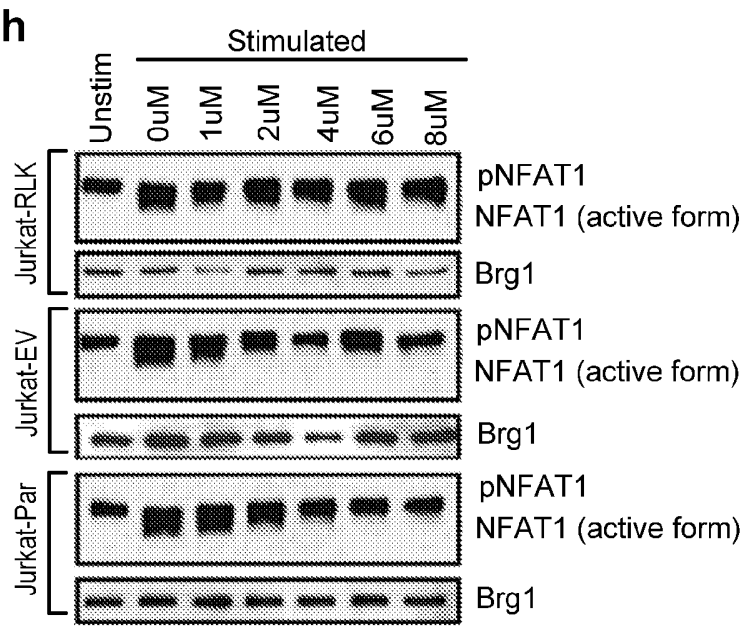 h
Stimulated
Unstim 0uM 1uM 2uM 4uM 6uM 8uM
Jurkat-RLK
pNFAT1
NFAT1 (active form)
Brg1
Jurkat-EV
pNFAT1
NFAT1 (active form)
Brg1
Jurkat-Par
pNFAT1
NFAT1 (active form)
Brg1